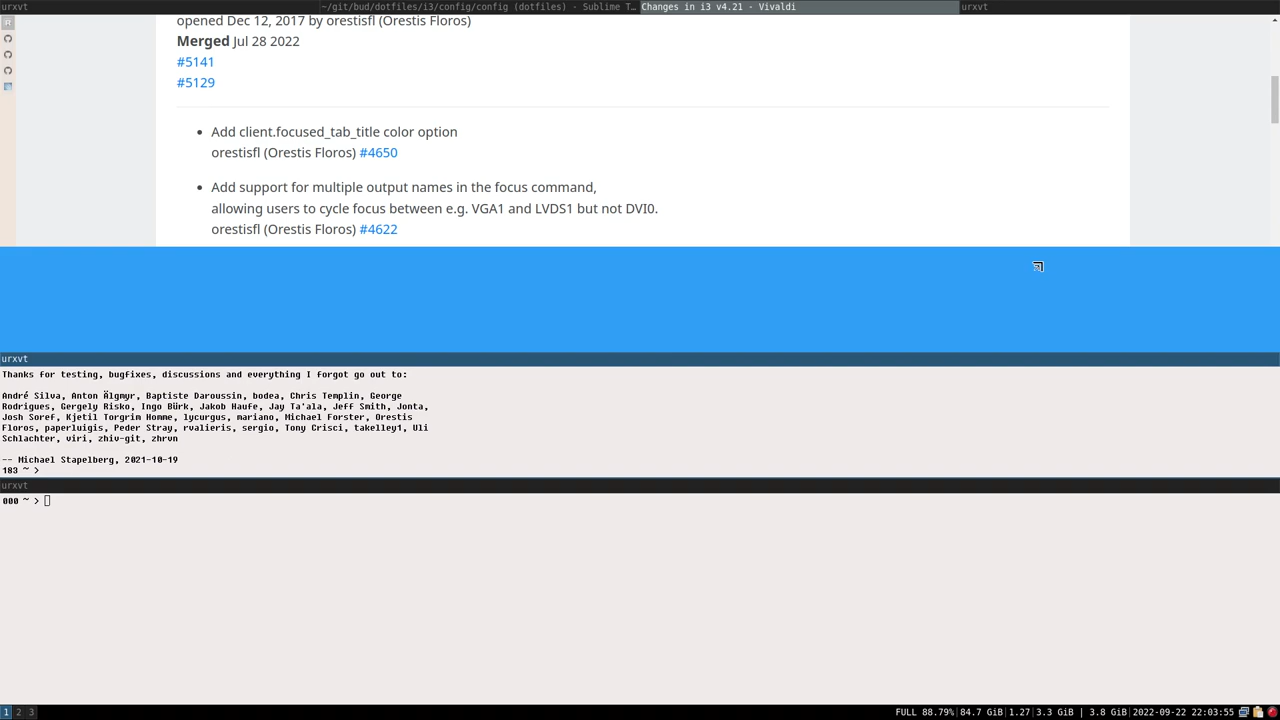 urxvt
~/git/bud/dotfiles/i3/config/config (dotfiles) - Sublime T…
Changes in i3 v4.21 - Vivaldi
urxvt
R
opened Dec 12, 2017 by orestisfl (Orestis Floros)
Merged Jul 28 2022
#5141
#5129
Add client.focused_tab_title color option
orestisfl (Orestis Floros) #4650
Add support for multiple output names in the focus command,
allowing users to cycle focus between e.g. VGA1 and LVDS1 but not DVI0.
orestisfl (Orestis Floros) #4622
urxvt
Thanks for testing, bugfixes, discussions and everything I forgot go out to:
André Silva, Anton Älgmyr, Baptiste Daroussin, bodea, Chris Templin, George
Rodrigues, Gergely Risko, Ingo Bürk, Jakob Haufe, Jay Ta'ala, Jeff Smith, Jonta,
Josh Soref, Kjetil Torgrim Homme, lycurgus, mariano, Michael Forster, Orestis
Floros, paperluigis, Peder Stray, rvalieris, sergio, Tony Crisci, takelley1, Uli
Schlachter, viri, zhiv-git, zhrvn
-- Michael Stapelberg, 2021-10-19
183 ~ >
urxvt
000 ~ >
1 2 3
FULL 88.79%|84.7 GiB|1.27|3.3 GiB | 3.8 GiB|2022-09-22 22:03:55